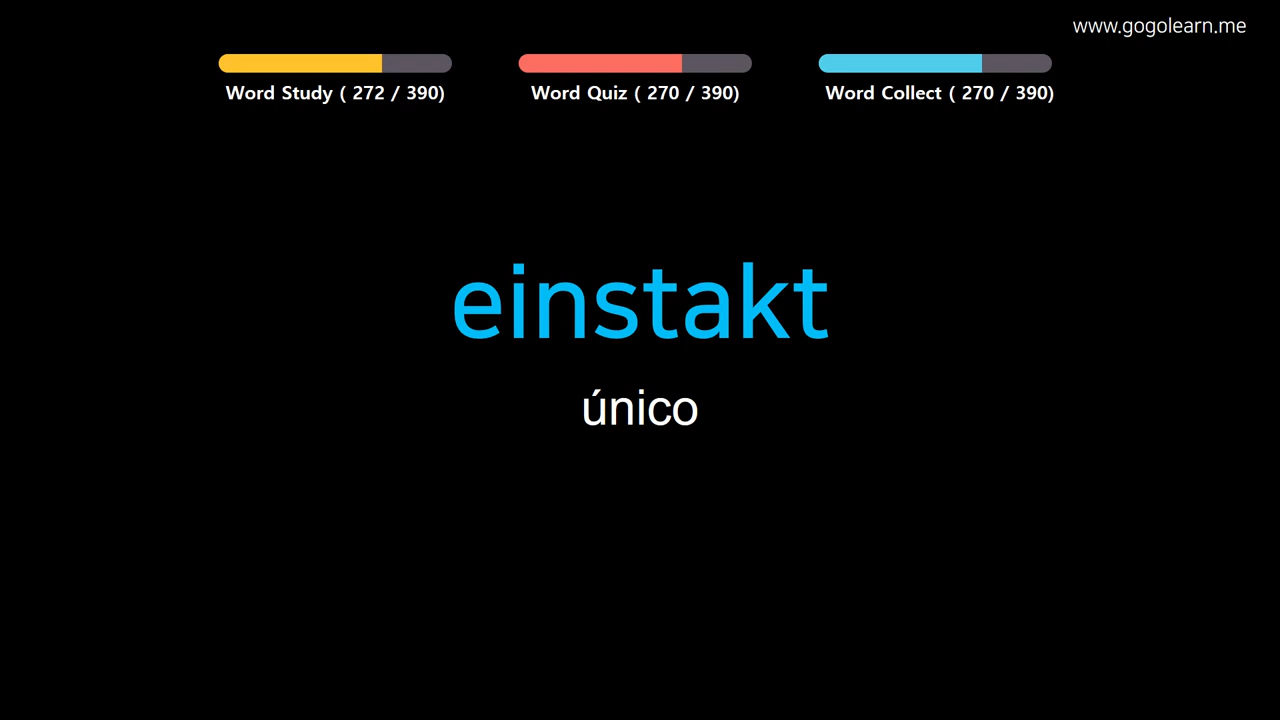 www.gogolearn.me
Word Study ( 272 / 390)
Word Quiz ( 270 / 390)
Word Collect ( 270 / 390)
einstakt
único